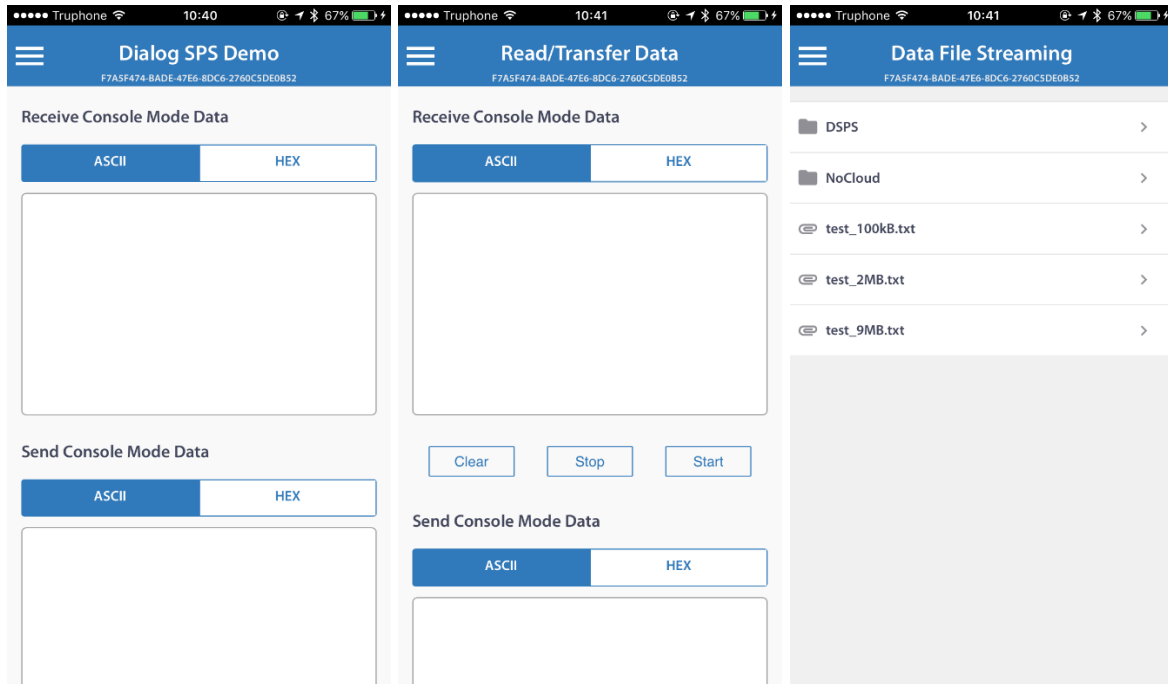 Truphone 10:40 67%
Dialog SPS Demo
F7A5F474-BADE-47E6-8DC6-2760C5DE0B52
Receive Console Mode Data
ASCII HEX
Send Console Mode Data
ASCII HEX
Truphone 10:41 67%
Read/Transfer Data
F7A5F474-BADE-47E6-8DC6-2760C5DE0B52
Receive Console Mode Data
ASCII HEX
Clear Stop Start
Send Console Mode Data
ASCII HEX
Truphone 10:41 67%
Data File Streaming
F7A5F474-BADE-47E6-8DC6-2760C5DE0B52
DSPS
NoCloud
test_100kB.txt
test_2MB.txt
test_9MB.txt